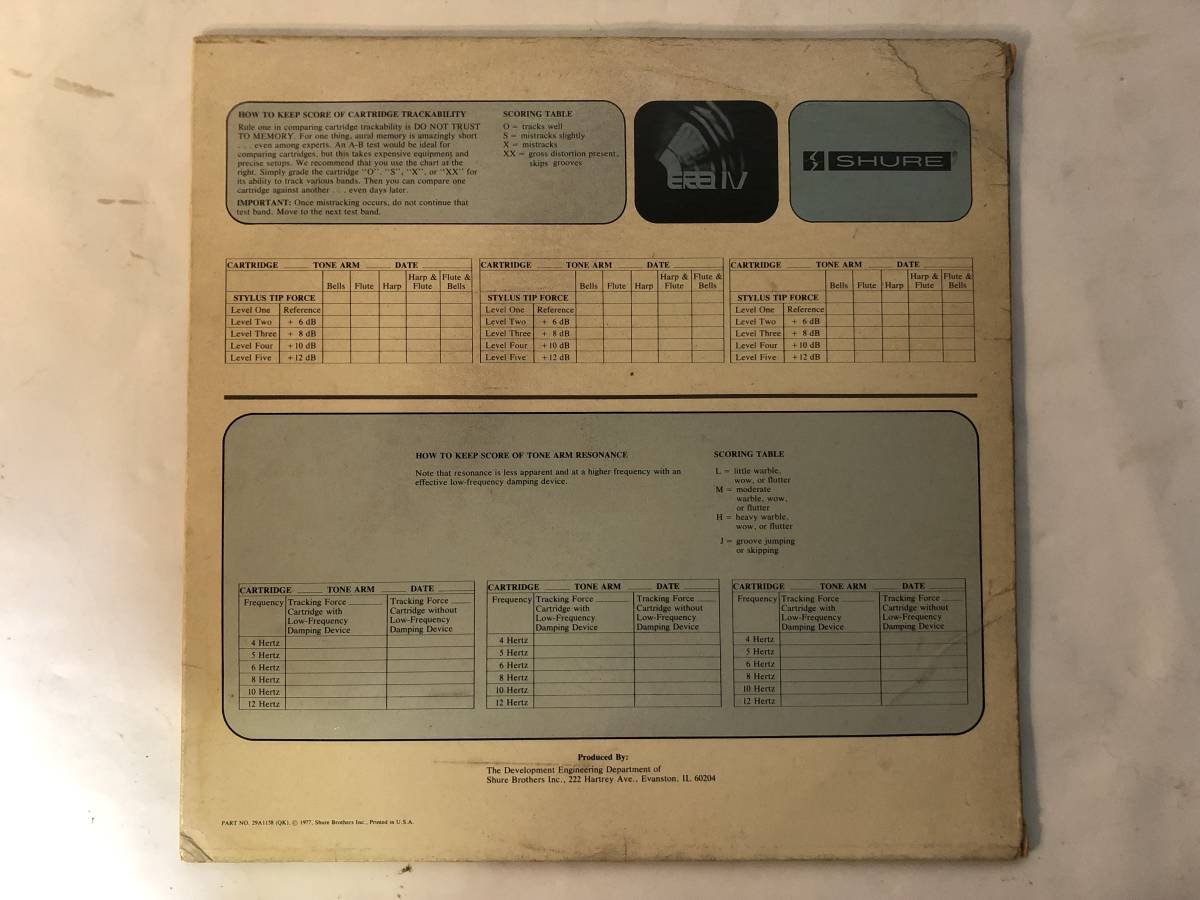 HOW TO KEEP SCORE OF CARTRIDGE TRACKABILITY
Rule one in comparing cartridge trackability is DO NOT TRUST
TO MEMORY. For one thing, aural memory is amazingly short
. . . even among experts. An A-B test would be ideal for
comparing cartridges, but this takes expensive equipment and
precise setups. We recommend that you use the chart at the
right. Simply grade the cartridge "O", "S", "X", or "XX" for
its ability to track various bands. Then you can compare one
cartridge against another . . . even days later.
IMPORTANT: Once mistracking occurs, do not continue that
test band. Move to the next test band.
SCORING TABLE
O = tracks well
S = mistracks slightly
X = mistracks
XX = gross distortion present,
skips grooves
ERA IV
SHURE
CARTRIDGE TONE ARM DATE
Bells Flute Harp Harp & Flute Flute & Bells
STYLUS TIP FORCE
Level One Reference
Level Two + 6 dB
Level Three + 8 dB
Level Four +10 dB
Level Five +12 dB
CARTRIDGE TONE ARM DATE
Bells Flute Harp Harp & Flute Flute & Bells
STYLUS TIP FORCE
Level One Reference
Level Two + 6 dB
Level Three + 8 dB
Level Four +10 dB
Level Five +12 dB
CARTRIDGE TONE ARM DATE
Bells Flute Harp Harp & Flute Flute & Bells
STYLUS TIP FORCE
Level One Reference
Level Two + 6 dB
Level Three + 8 dB
Level Four +10 dB
Level Five +12 dB
HOW TO KEEP SCORE OF TONE ARM RESONANCE
Note that resonance is less apparent and at a higher frequency with an
effective low-frequency damping device.
SCORING TABLE
L = little warble,
wow, or flutter
M = moderate
warble, wow,
or flutter
H = heavy warble,
wow, or flutter
J = groove jumping
or skipping
CARTRIDGE TONE ARM DATE
Frequency Tracking Force Tracking Force
Cartridge with Cartridge without
Low-Frequency Low-Frequency
Damping Device Damping Device
4 Hertz
5 Hertz
6 Hertz
8 Hertz
10 Hertz
12 Hertz
CARTRIDGE TONE ARM DATE
Frequency Tracking Force Tracking Force
Cartridge with Cartridge without
Low-Frequency Low-Frequency
Damping Device Damping Device
4 Hertz
5 Hertz
6 Hertz
8 Hertz
10 Hertz
12 Hertz
CARTRIDGE TONE ARM DATE
Frequency Tracking Force Tracking Force
Cartridge with Cartridge without
Low-Frequency Low-Frequency
Damping Device Damping Device
4 Hertz
5 Hertz
6 Hertz
8 Hertz
10 Hertz
12 Hertz
Produced By:
The Development Engineering Department of
Shure Brothers Inc., 222 Hartrey Ave., Evanston, IL 60204
PART NO. 29A1158 (QK), © 1977, Shure Brothers Inc., Printed in U.S.A.